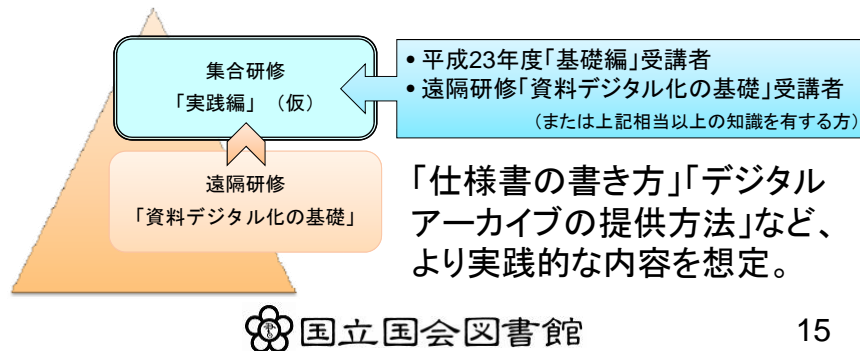 集合研修
「実践編」（仮）
• 平成23年度「基礎編」受講者
• 遠隔研修「資料デジタル化の基礎」受講者
（または上記相当以上の知識を有する方）
遠隔研修
「資料デジタル化の基礎」
「仕様書の書き方」「デジタル
アーカイブの提供方法」など、
より実践的な内容を想定。
国立国会図書館
15